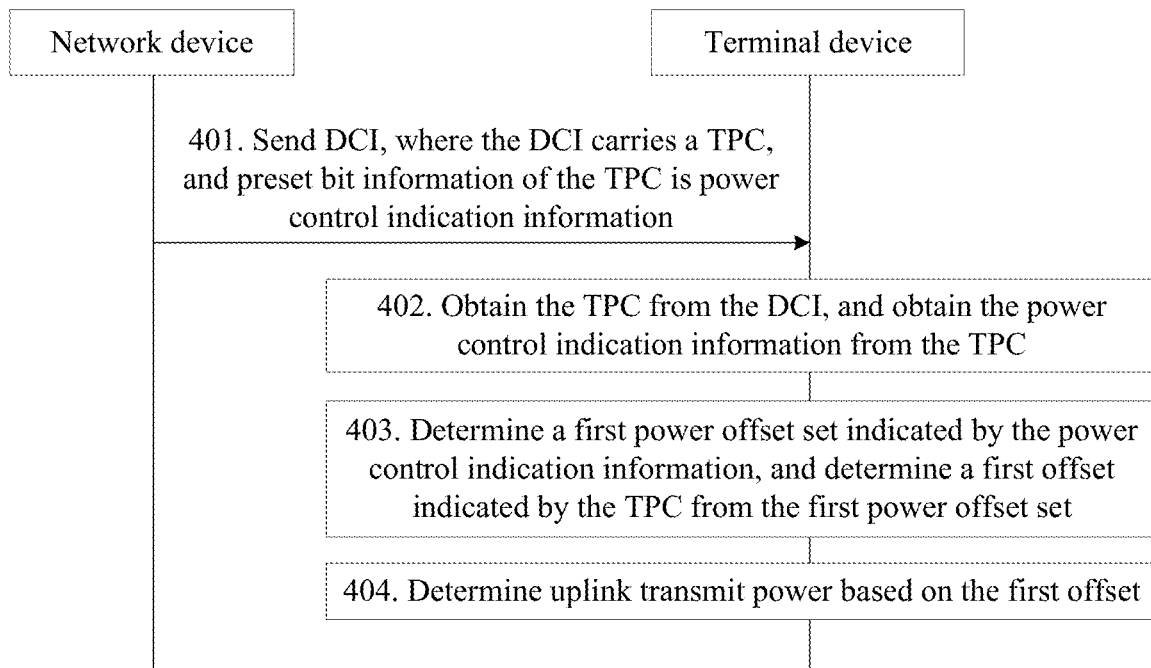 Network device
Terminal device
401. Send DCI, where the DCI carries a TPC,
and preset bit information of the TPC is power
control indication information
402. Obtain the TPC from the DCI, and obtain the power
control indication information from the TPC
403. Determine a first power offset set indicated by the power
control indication information, and determine a first offset
indicated by the TPC from the first power offset set
404. Determine uplink transmit power based on the first offset